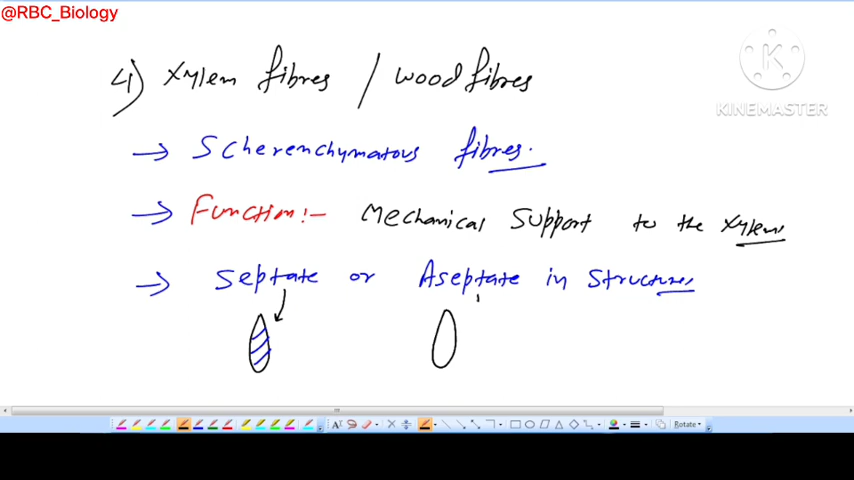 @RBC_Biology
4) Xylem fibres / wood fibres
K
KINEMASTER
→ Scherenchymatous fibres.
→ Function:- Mechanical Support to the xylem
→ Septate or Aseptate in Structures
Rotate